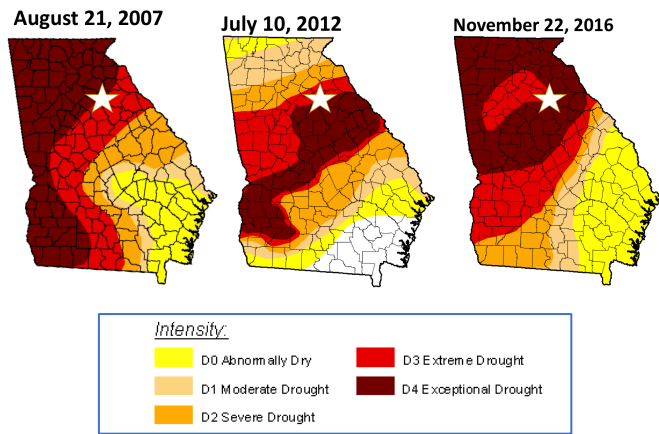 August 21, 2007
July 10, 2012
November 22, 2016
Intensity:
D0 Abnormally Dry
D1 Moderate Drought
D2 Severe Drought
D3 Extreme Drought
D4 Exceptional Drought